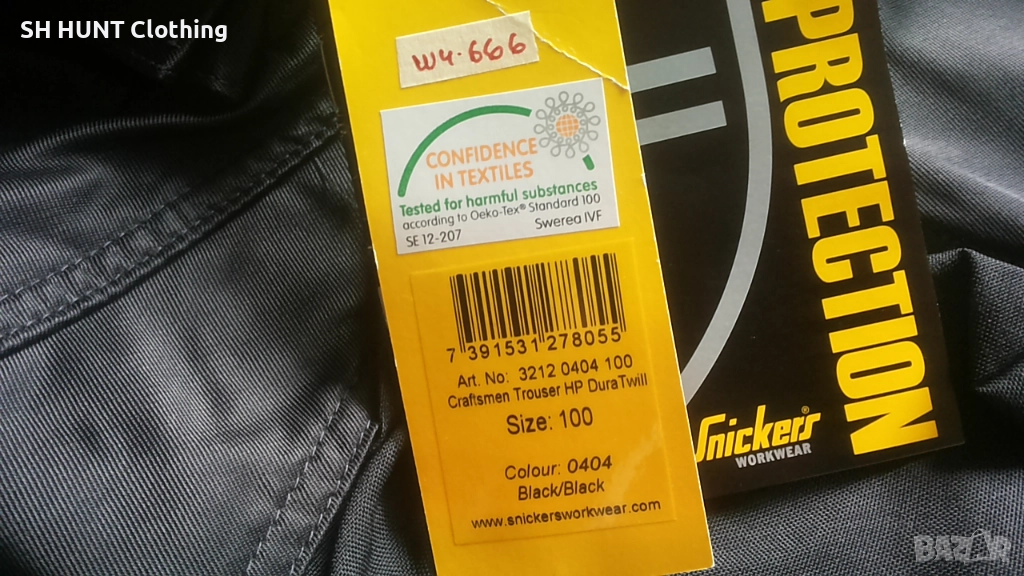 SH HUNT Clothing
W4-666
CONFIDENCE
IN TEXTILES
Tested for harmful substances
according to Oeko-Tex® Standard 100
SE 12-207 Swerea IVF
7 391531 278055
Art. No: 3212 0404 100
Craftsmen Trouser HP DuraTwill
Size: 100
Colour: 0404
Black/Black
www.snickersworkwear.com
PROTECTION
Snickers®
WORKWEAR
BAZAR